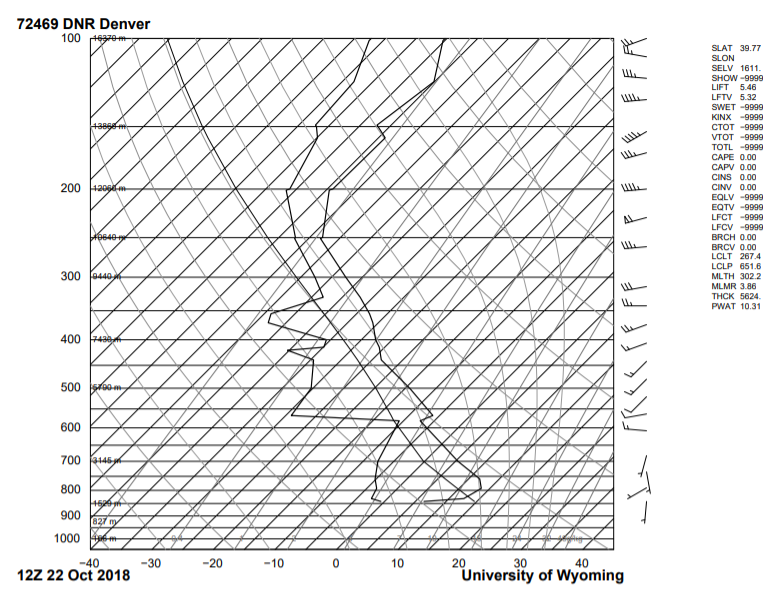 72469 DNR Denver
100
16370 m
13860 m
200
12060 m
10640 m
300
9440 m
400
7430 m
500
5790 m
600
700
3145 m
800
1529 m
900
827 m
1000
168 m
−40 −30 −20 −10 0 10 20 30 40
12Z 22 Oct 2018 University of Wyoming
SLAT 39.77
SLON
SELV 1611.
SHOW −9999
LIFT 5.46
LFTV 5.32
SWET −9999
KINX −9999
CTOT −9999
VTOT −9999
TOTL −9999
CAPE 0.00
CAPV 0.00
CINS 0.00
CINV 0.00
EQLV −9999
EQTV −9999
LFCT −9999
LFCV −9999
BRCH 0.00
BRCV 0.00
LCLT 267.4
LCLP 651.6
MLTH 302.2
MLMR 3.86
THCK 5624.
PWAT 10.31